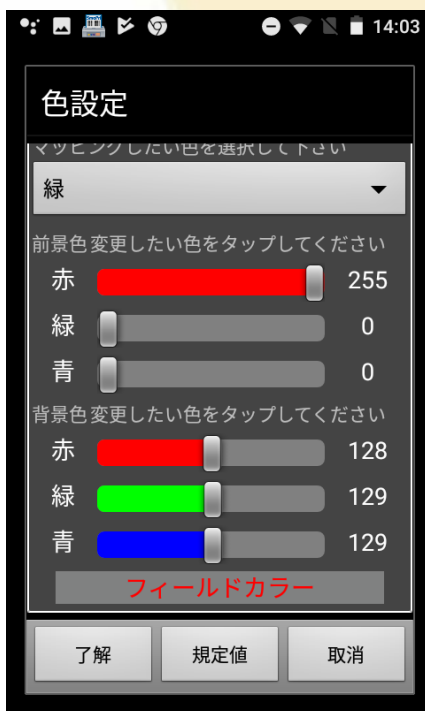 14:03
色設定
マッピングしたい色を選択して下さい
緑
前景色変更したい色をタップしてください
赤 255
緑 0
青 0
背景色変更したい色をタップしてください
赤 128
緑 129
青 129
フィールドカラー
了解 規定値 取消